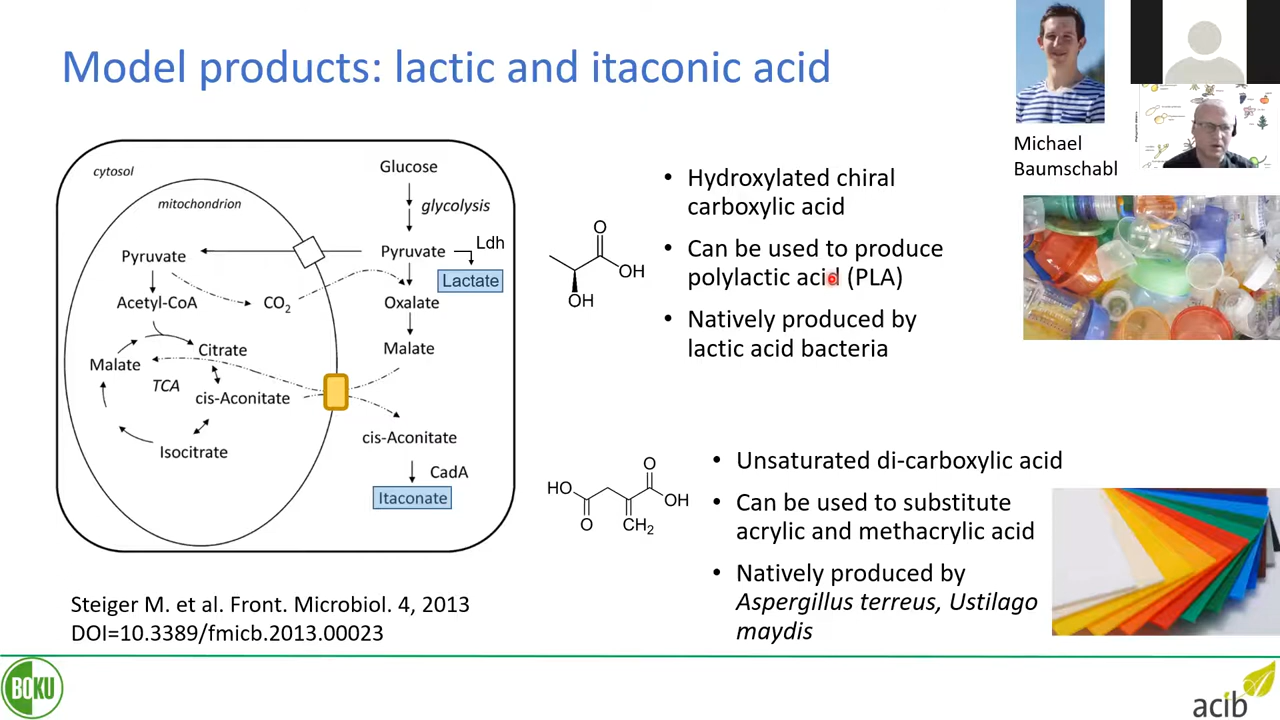 Model products: lactic and itaconic acid
Michael
Baumschabl
cytosol
mitochondrion
Glucose
glycolysis
Pyruvate
Pyruvate
Ldh
Lactate
Acetyl-CoA
CO2
Oxalate
Citrate
Malate
Malate
TCA
cis-Aconitate
Isocitrate
cis-Aconitate
CadA
Itaconate
Steiger M. et al. Front. Microbiol. 4, 2013
DOI=10.3389/fmicb.2013.00023
O
OH
OH
• Hydroxylated chiral
carboxylic acid
• Can be used to produce
polylactic acid (PLA)
• Natively produced by
lactic acid bacteria
O
HO
OH
O
CH2
• Unsaturated di-carboxylic acid
• Can be used to substitute
acrylic and methacrylic acid
• Natively produced by
Aspergillus terreus, Ustilago
maydis
BOKU
acib